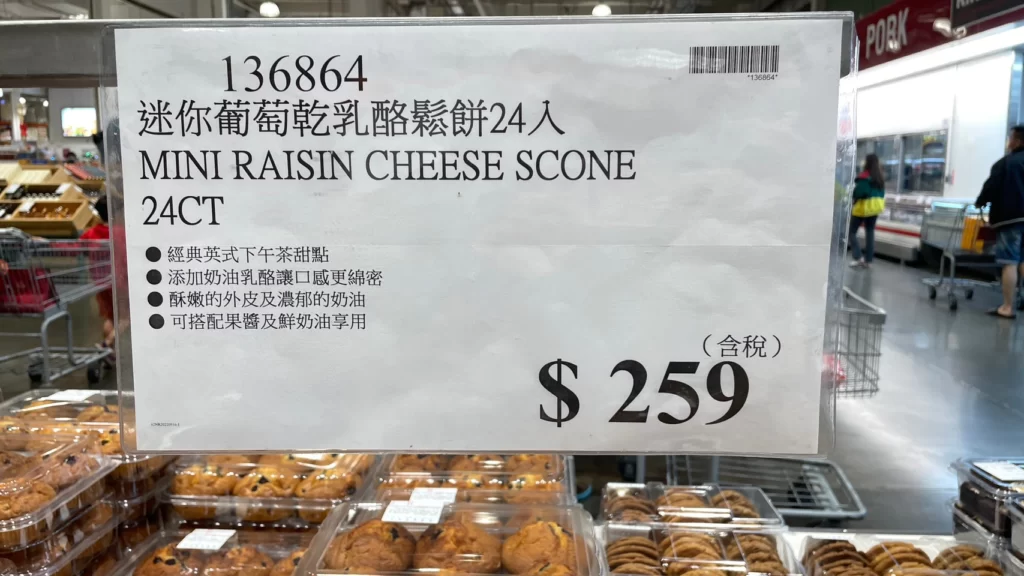 136864
*136864*
迷你葡萄乾乳酪鬆餅24入
MINI RAISIN CHEESE SCONE
24CT
● 經典英式下午茶甜點
● 添加奶油乳酪讓口感更綿密
● 酥嫩的外皮及濃郁的奶油
● 可搭配果醬及鮮奶油享用
（含稅）
$ 259
PORK